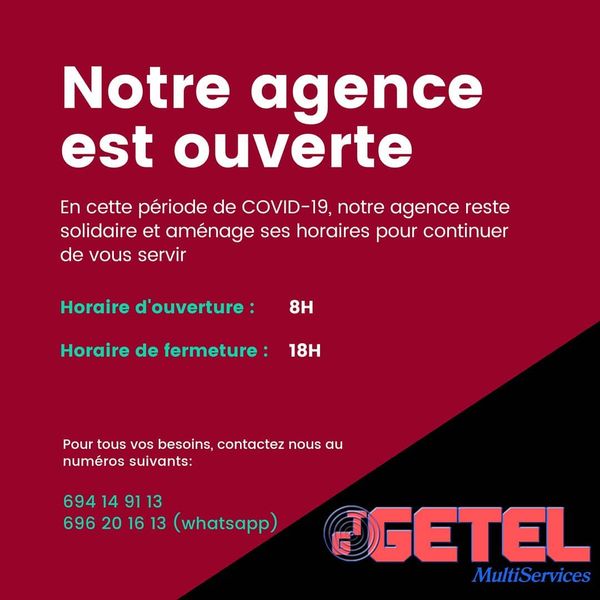 Notre agence
est ouverte
En cette période de COVID-19, notre agence reste
solidaire et aménage ses horaires pour continuer
de vous servir
Horaire d'ouverture : 8H
Horaire de fermeture : 18H
Pour tous vos besoins, contactez nous au
numéros suivants:
694 14 91 13
696 20 16 13 (whatsapp)
GETEL
MultiServices